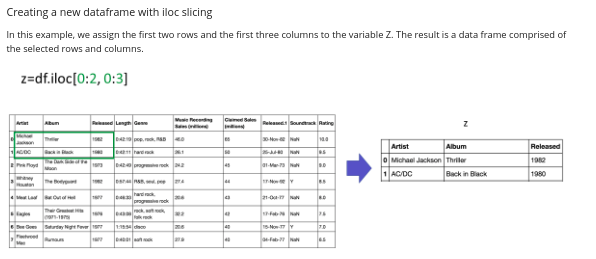 Creating a new dataframe with iloc slicing
In this example, we assign the first two rows and the first three columns to the variable Z. The result is a data frame comprised of
the selected rows and columns.
z=df.iloc[0:2, 0:3]
Artist Album Released Length Genre Music Recording Sales (millions) Claimed Sales (millions) Released.1 Soundtrack Rating
0 Michael Jackson Thriller 1982 0:42:19 pop, rock, R&B 46.0 65 30-Nov-82 NaN 10.0
1 AC/DC Back in Black 1980 0:42:11 hard rock 26.1 50 25-Jul-80 NaN 9.5
2 Pink Floyd The Dark Side of the Moon 1973 0:42:49 progressive rock 24.2 45 01-Mar-73 NaN 9.0
3 Whitney Houston The Bodyguard 1992 0:57:44 R&B, soul, pop 27.4 44 17-Nov-92 Y 8.5
4 Meat Loaf Bat Out of Hell 1977 0:46:33 hard rock, progressive rock 20.6 43 21-Oct-77 NaN 8.0
5 Eagles Their Greatest Hits (1971-1975) 1976 0:43:08 rock, soft rock, folk rock 32.2 42 17-Feb-76 NaN 7.5
6 Bee Gees Saturday Night Fever 1977 1:15:54 disco 20.6 40 15-Nov-77 Y 7.0
7 Fleetwood Mac Rumours 1977 0:40:01 soft rock 27.9 40 04-Feb-77 NaN 6.5
z
Artist Album Released
0 Michael Jackson Thriller 1982
1 AC/DC Back in Black 1980